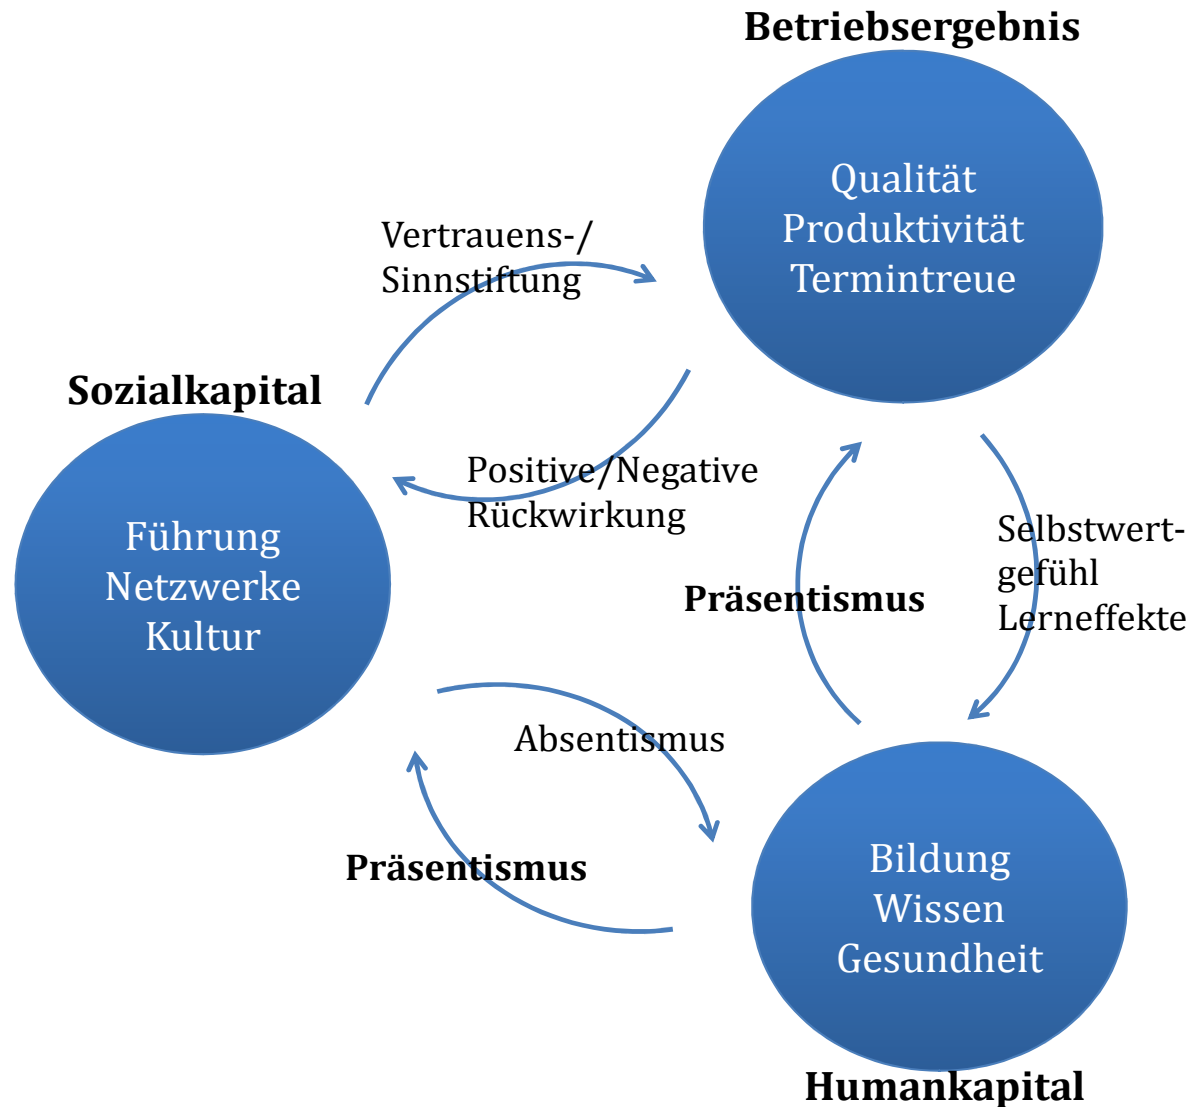 Betriebsergebnis
Qualität
Produktivität
Termintreue
Vertrauens-/
Sinnstiftung
Sozialkapital
Führung
Netzwerke
Kultur
Positive/Negative
Rückwirkung
Präsentismus
Selbstwert-
gefühl
Lerneffekte
Absentismus
Präsentismus
Bildung
Wissen
Gesundheit
Humankapital